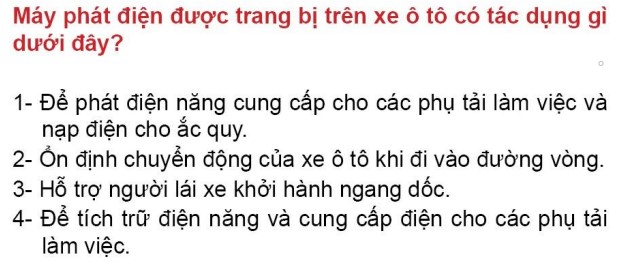 Máy phát điện được trang bị trên xe ô tô có tác dụng gì
dưới đây?
1- Để phát điện năng cung cấp cho các phụ tải làm việc và
nạp điện cho ắc quy.
2- Ổn định chuyển động của xe ô tô khi đi vào đường vòng.
3- Hỗ trợ người lái xe khởi hành ngang dốc.
4- Để tích trữ điện năng và cung cấp điện cho các phụ tải
làm việc.